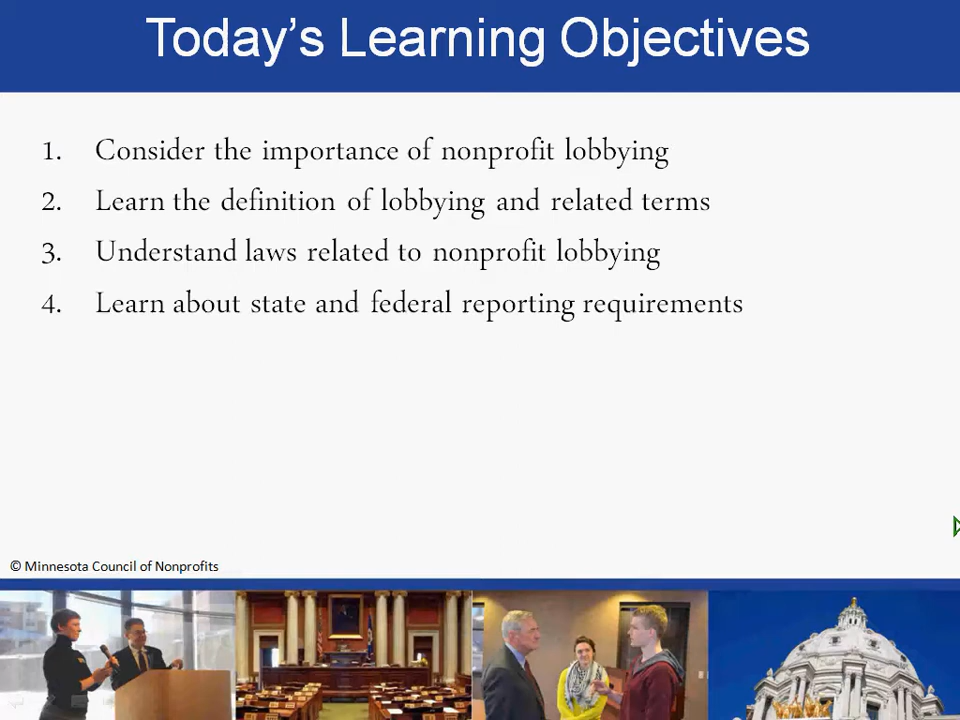 Today's Learning Objectives
1. Consider the importance of nonprofit lobbying
2. Learn the definition of lobbying and related terms
3. Understand laws related to nonprofit lobbying
4. Learn about state and federal reporting requirements
© Minnesota Council of Nonprofits